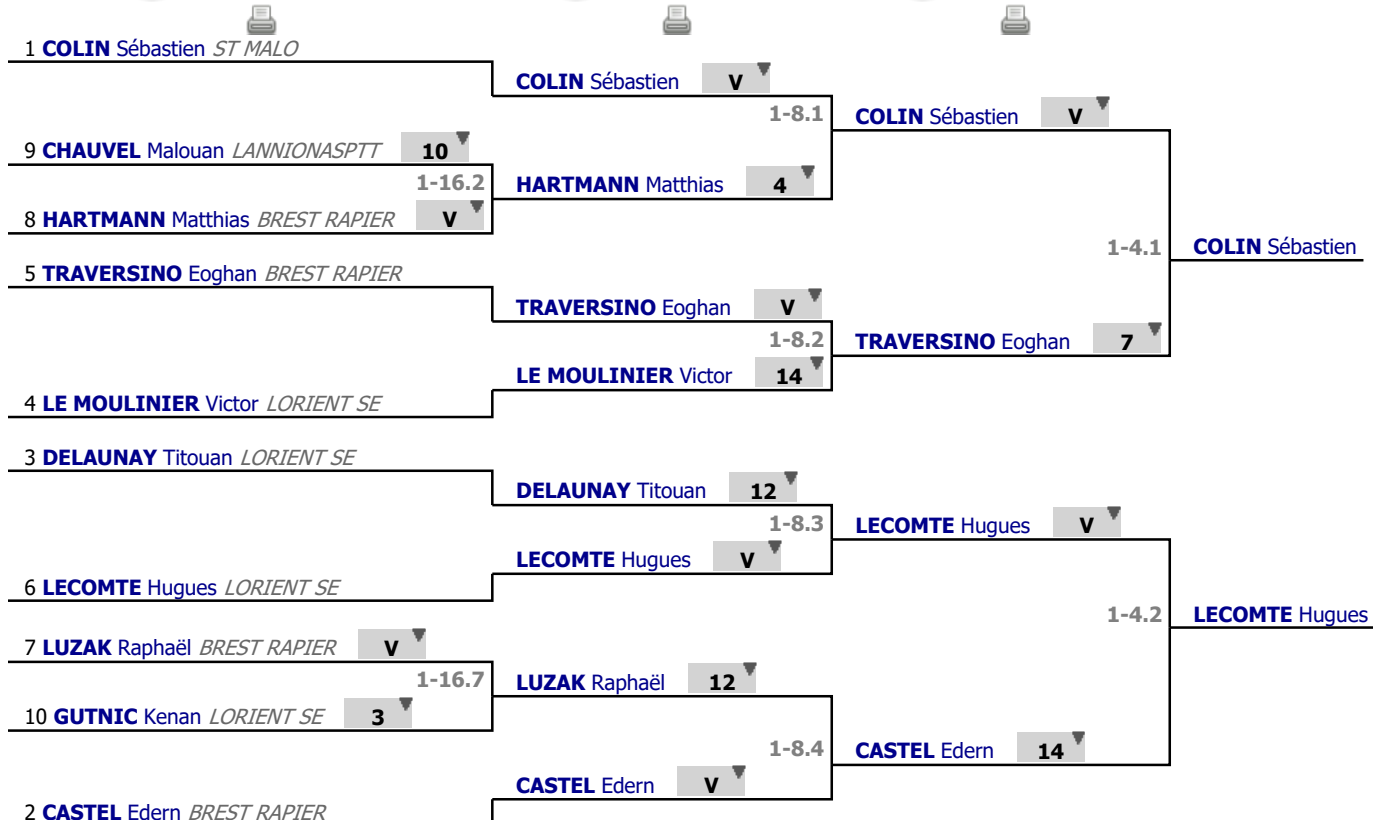 1 COLIN Sébastien ST MALO
COLIN Sébastien V
1-8.1
COLIN Sébastien V
9 CHAUVEL Malouan LANNIONASPTT 10
1-16.2
HARTMANN Matthias 4
8 HARTMANN Matthias BREST RAPIER V
1-4.1
COLIN Sébastien
5 TRAVERSINO Eoghan BREST RAPIER
TRAVERSINO Eoghan V
1-8.2
TRAVERSINO Eoghan 7
LE MOULINIER Victor 14
4 LE MOULINIER Victor LORIENT SE
3 DELAUNAY Titouan LORIENT SE
DELAUNAY Titouan 12
1-8.3
LECOMTE Hugues V
LECOMTE Hugues V
6 LECOMTE Hugues LORIENT SE
1-4.2
LECOMTE Hugues
7 LUZAK Raphaël BREST RAPIER V
1-16.7
LUZAK Raphaël 12
10 GUTNIC Kenan LORIENT SE 3
1-8.4
CASTEL Edern 14
CASTEL Edern V
2 CASTEL Edern BREST RAPIER